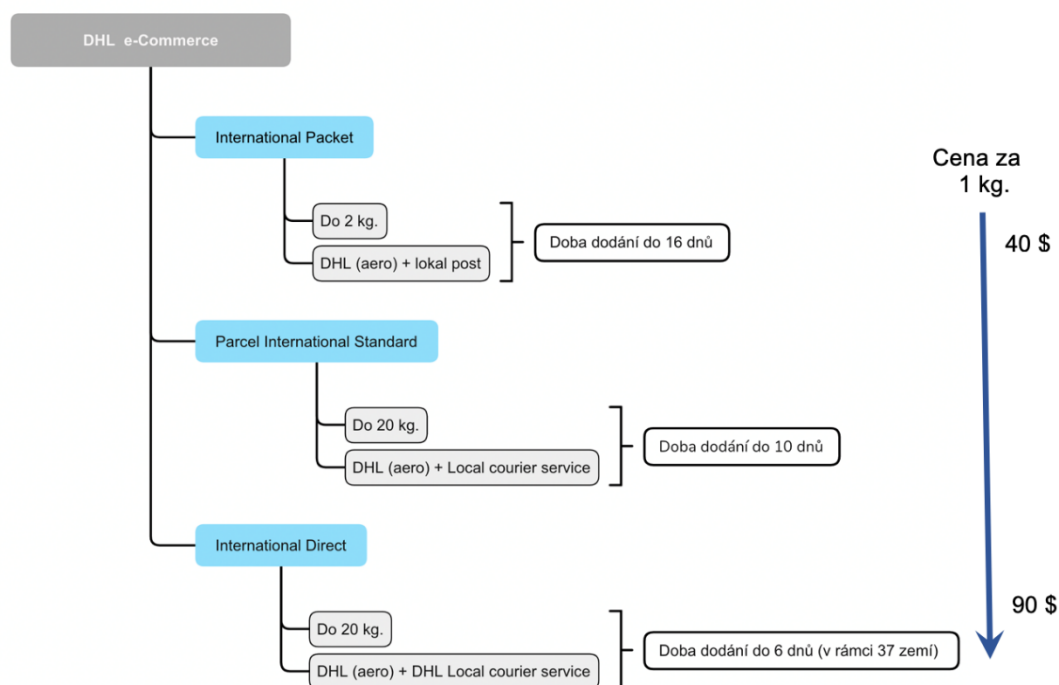 DHL e-Commerce
International Packet
Do 2 kg.
DHL (aero) + lokal post
Doba dodání do 16 dnů
Parcel International Standard
Do 20 kg.
DHL (aero) + Local courier service
Doba dodání do 10 dnů
International Direct
Do 20 kg.
DHL (aero) + DHL Local courier service
Doba dodání do 6 dnů (v rámci 37 zemí)
Cena za
1 kg.
40 $
90 $